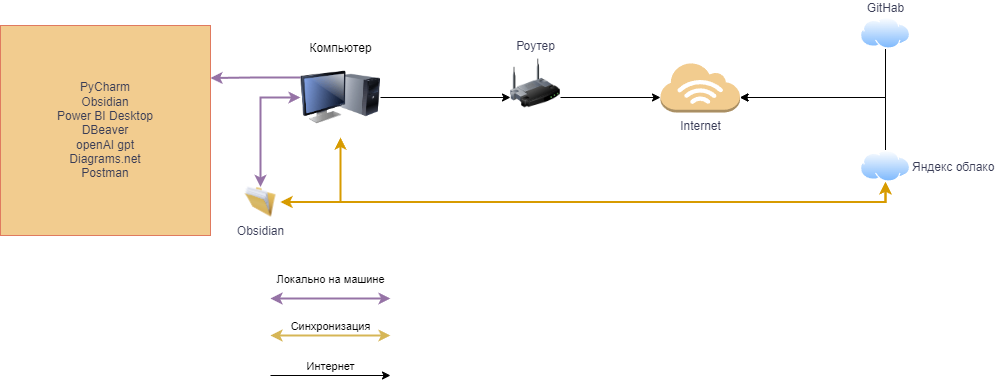 GitHab
Компьютер
Роутер
PyCharm
Obsidian
Power BI Desktop
DBeaver
openAI gpt
Diagrams.net
Postman
Internet
Яндекс облако
Obsidian
Локально на машине
Синхронизация
Интернет